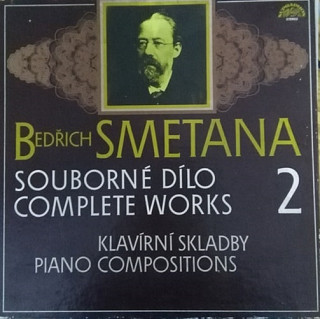 BEDŘICH SMETANA
SOUBORNÉ DÍLO
COMPLETE WORKS 2
KLAVÍRNÍ SKLADBY
PIANO COMPOSITIONS